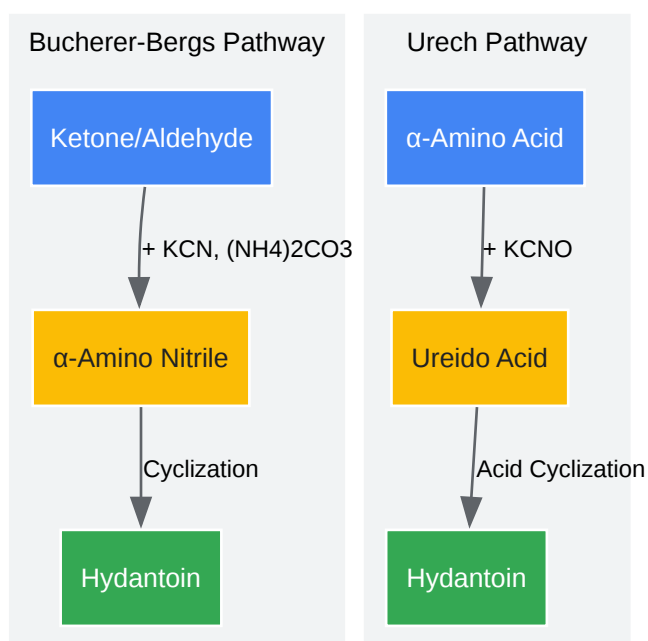 Bucherer-Bergs Pathway
Ketone/Aldehyde
+ KCN, (NH4)2CO3
α-Amino Nitrile
Cyclization
Hydantoin
Urech Pathway
α-Amino Acid
+ KCNO
Ureido Acid
Acid Cyclization
Hydantoin